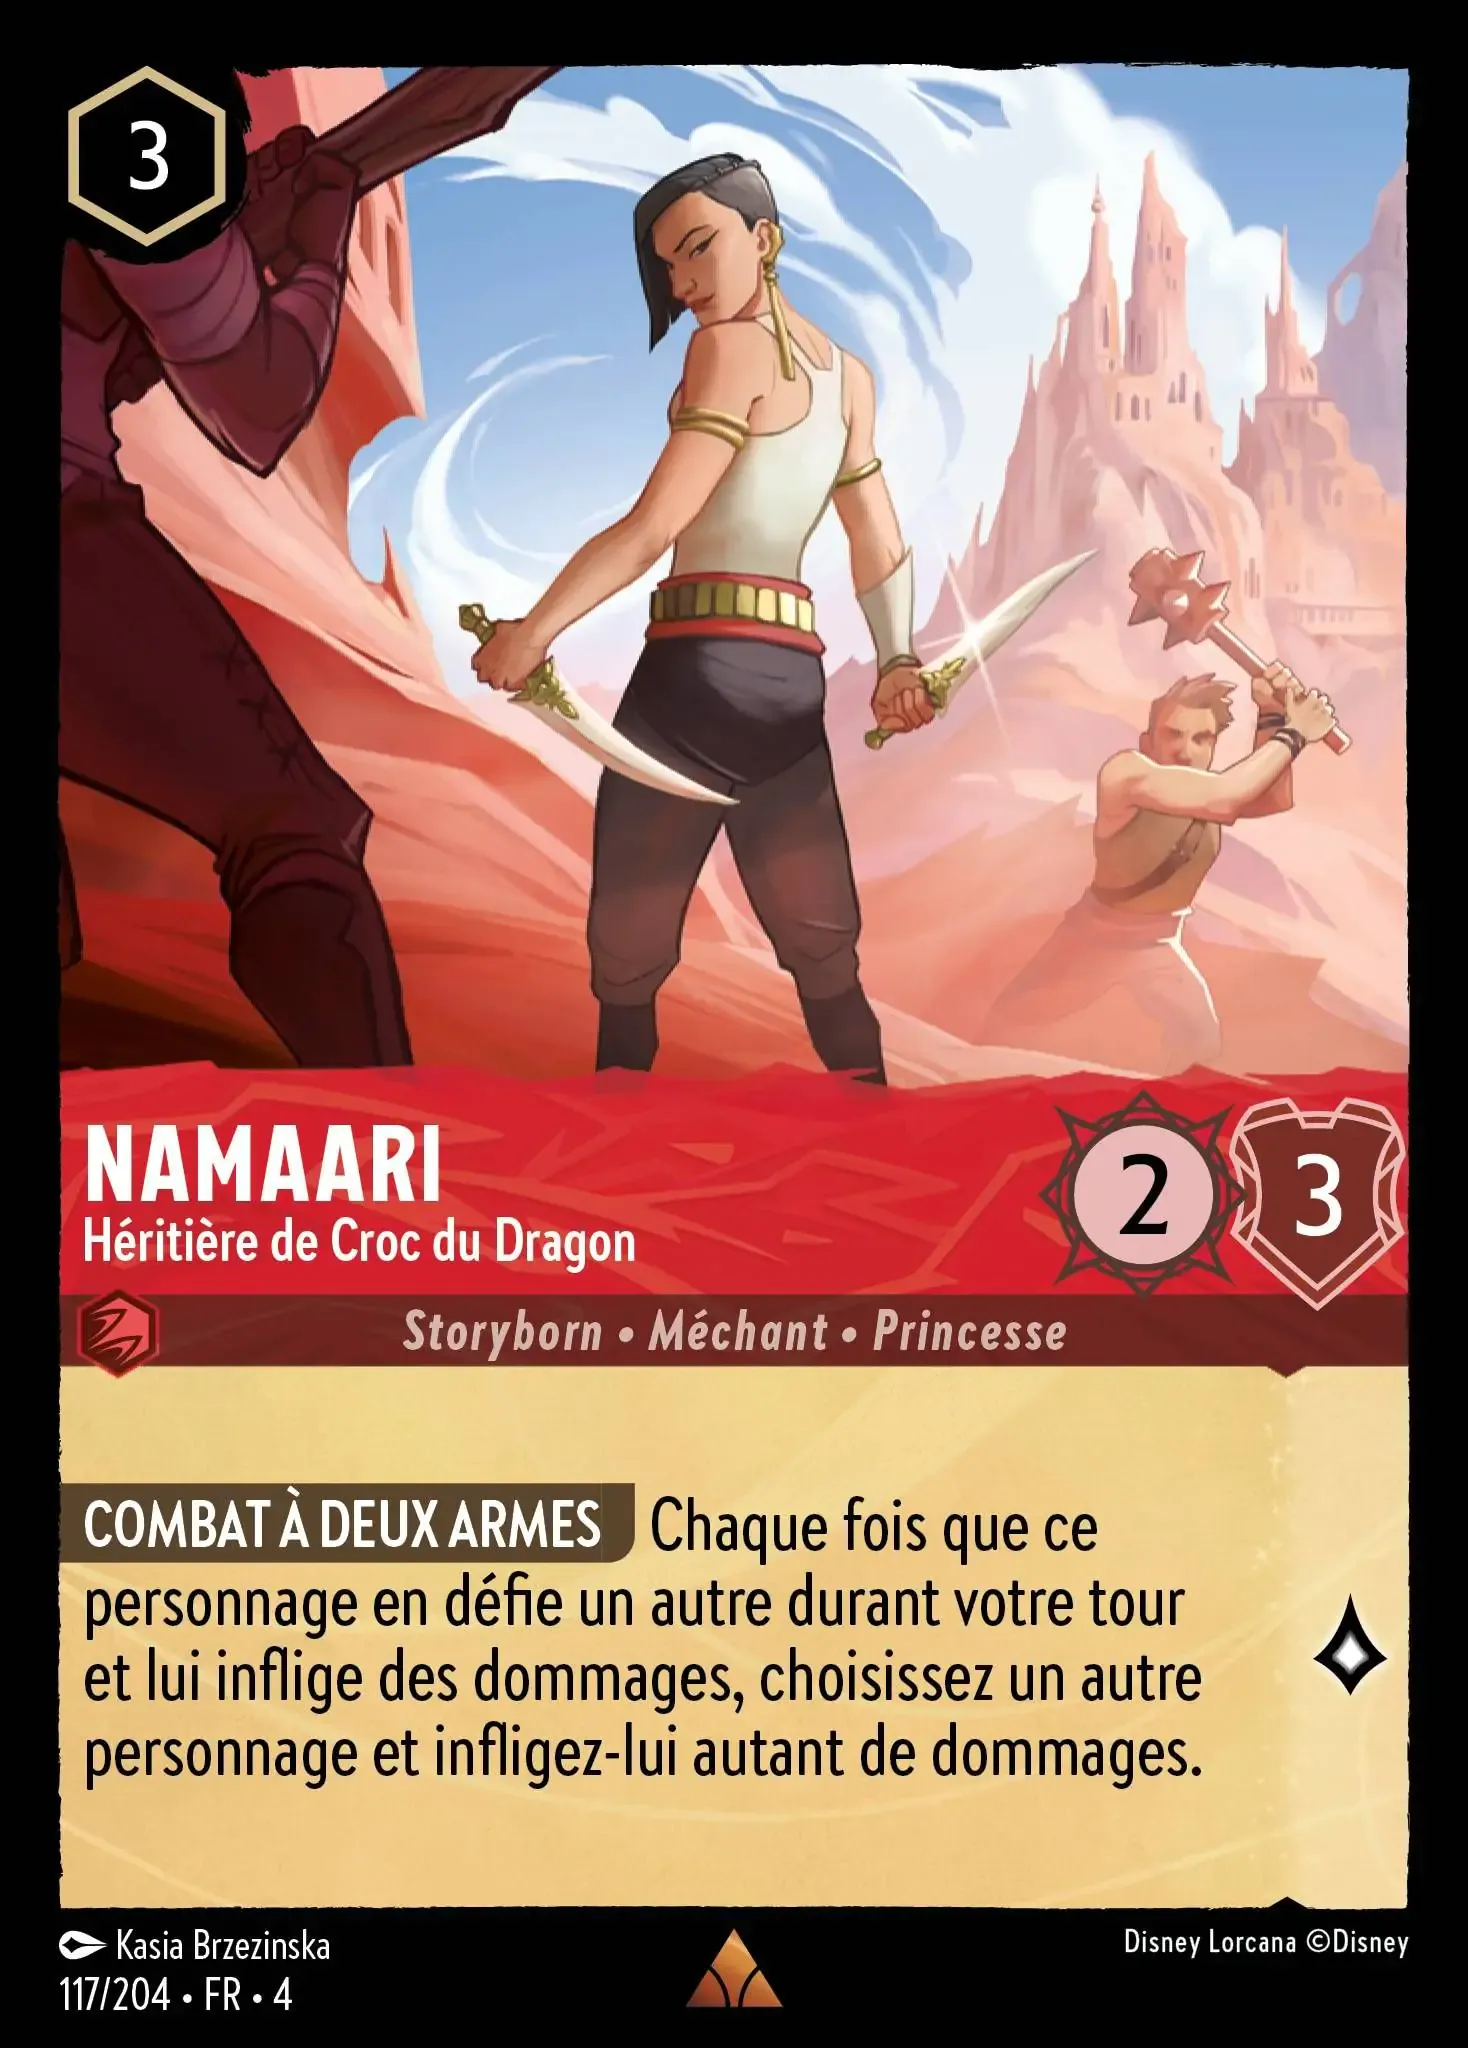 3
NAMAARI
Héritière de Croc du Dragon
2 3
Storyborn • Méchant • Princesse
COMBAT À DEUX ARMES Chaque fois que ce
personnage en défie un autre durant votre tour
et lui inflige des dommages, choisissez un autre
personnage et infligez-lui autant de dommages.
Kasia Brzezinska
117/204 • FR • 4
Disney Lorcana ©Disney